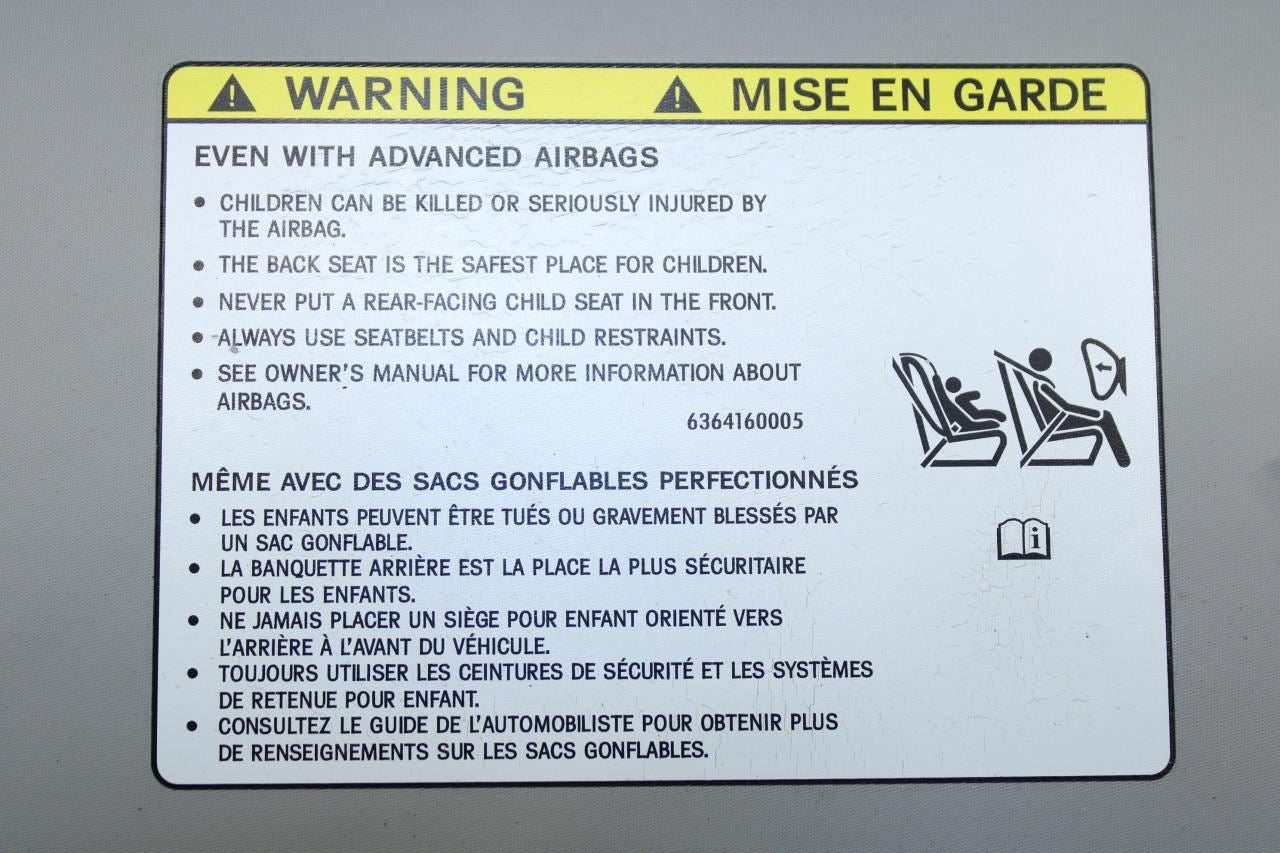 WARNING MISE EN GARDE
EVEN WITH ADVANCED AIRBAGS
• CHILDREN CAN BE KILLED OR SERIOUSLY INJURED BY
THE AIRBAG.
• THE BACK SEAT IS THE SAFEST PLACE FOR CHILDREN.
• NEVER PUT A REAR-FACING CHILD SEAT IN THE FRONT.
• ALWAYS USE SEATBELTS AND CHILD RESTRAINTS.
• SEE OWNER'S MANUAL FOR MORE INFORMATION ABOUT
AIRBAGS.
6364160005
MÊME AVEC DES SACS GONFLABLES PERFECTIONNÉS
• LES ENFANTS PEUVENT ÊTRE TUÉS OU GRAVEMENT BLESSÉS PAR
UN SAC GONFLABLE.
• LA BANQUETTE ARRIÈRE EST LA PLACE LA PLUS SÉCURITAIRE
POUR LES ENFANTS.
• NE JAMAIS PLACER UN SIÈGE POUR ENFANT ORIENTÉ VERS
L'ARRIÈRE À L'AVANT DU VÉHICULE.
• TOUJOURS UTILISER LES CEINTURES DE SÉCURITÉ ET LES SYSTÈMES
DE RETENUE POUR ENFANT.
• CONSULTEZ LE GUIDE DE L'AUTOMOBILISTE POUR OBTENIR PLUS
DE RENSEIGNEMENTS SUR LES SACS GONFLABLES.